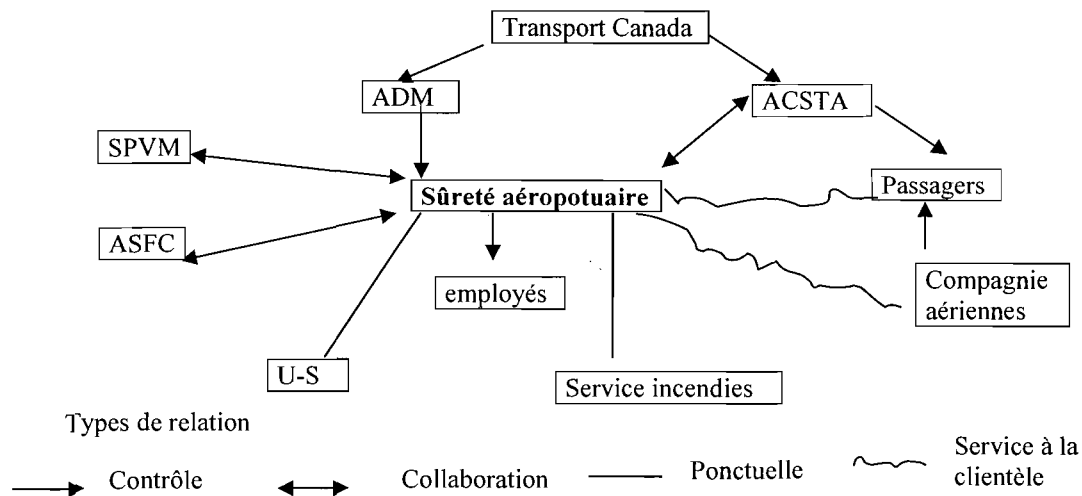 Transport Canada
ADM
ACSTA
SPVM
Sûreté aéropotuaire
Passagers
ASFC
employés
Compagnie
aériennes
U-S
Service incendies
Types de relation
Contrôle
Collaboration
Ponctuelle
Service à la
clientèle